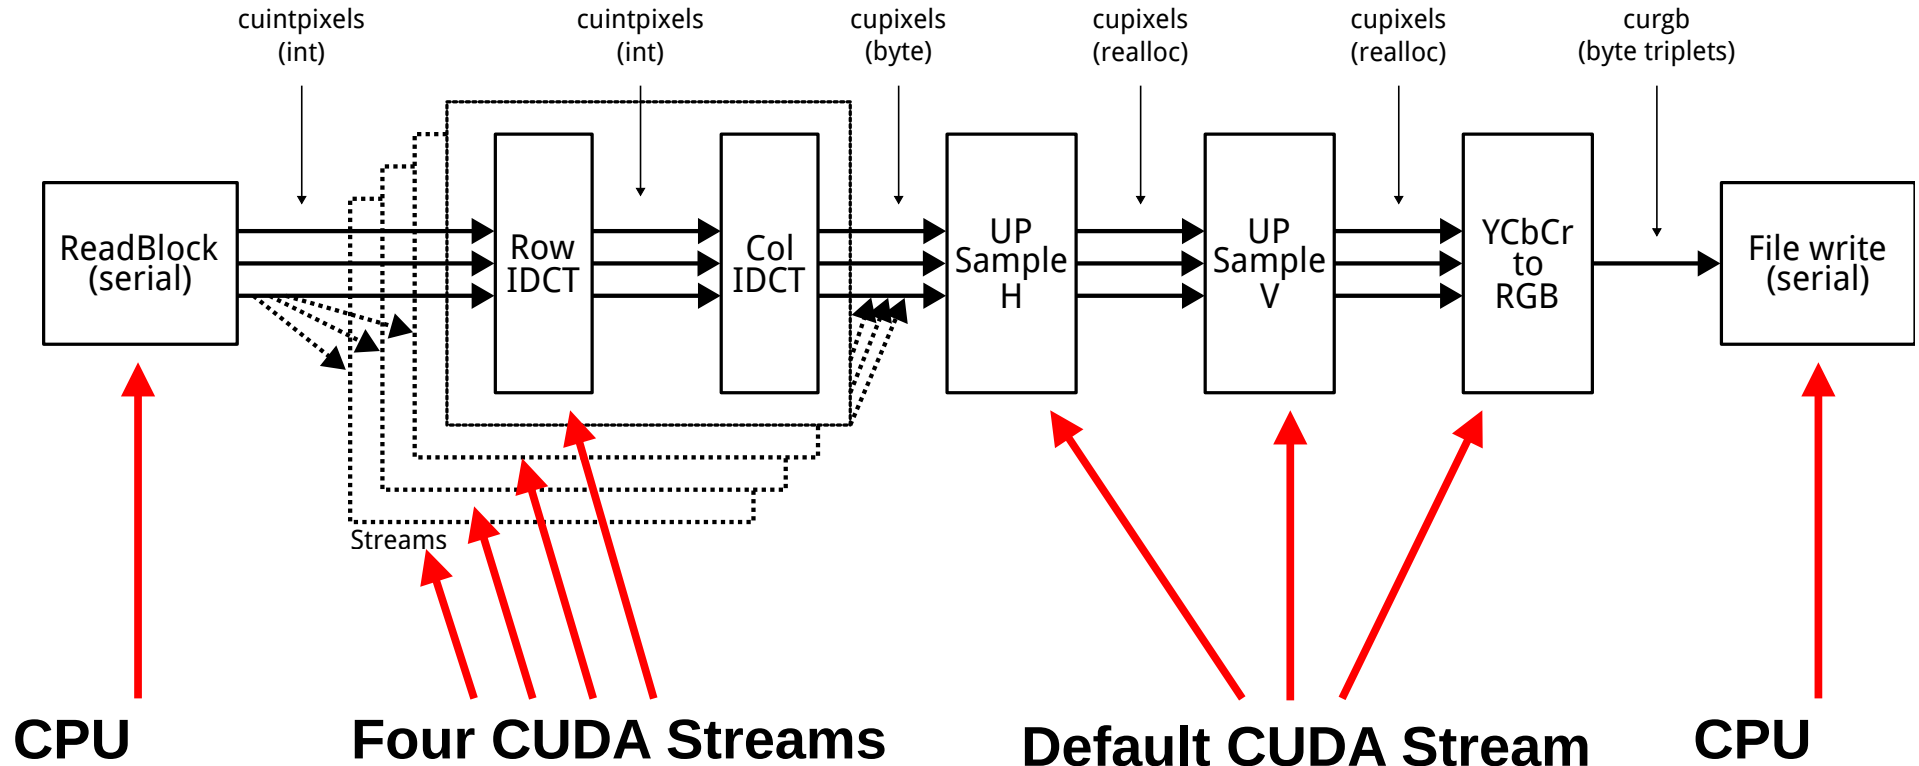 cuintpixels
(int)
cuintpixels
(int)
cupixels
(byte)
cupixels
(realloc)
cupixels
(realloc)
curgb
(byte triplets)
ReadBlock
(serial)
Row
IDCT
Col
IDCT
UP
Sample
H
UP
Sample
V
YCbCr
to
RGB
File write
(serial)
Streams
CPU
Four CUDA Streams
Default CUDA Stream
CPU